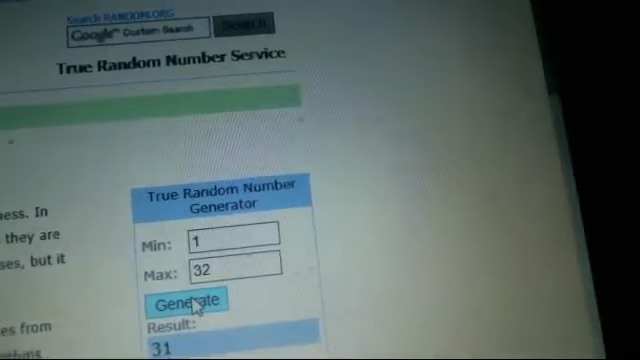 Search RANDOM.ORG
Google™ Custom Search
Search
True Random Number Service
ness. In
they are
ses, but it
es from
True Random Number
Generator
Min: 1
Max: 32
Generate
Result:
31